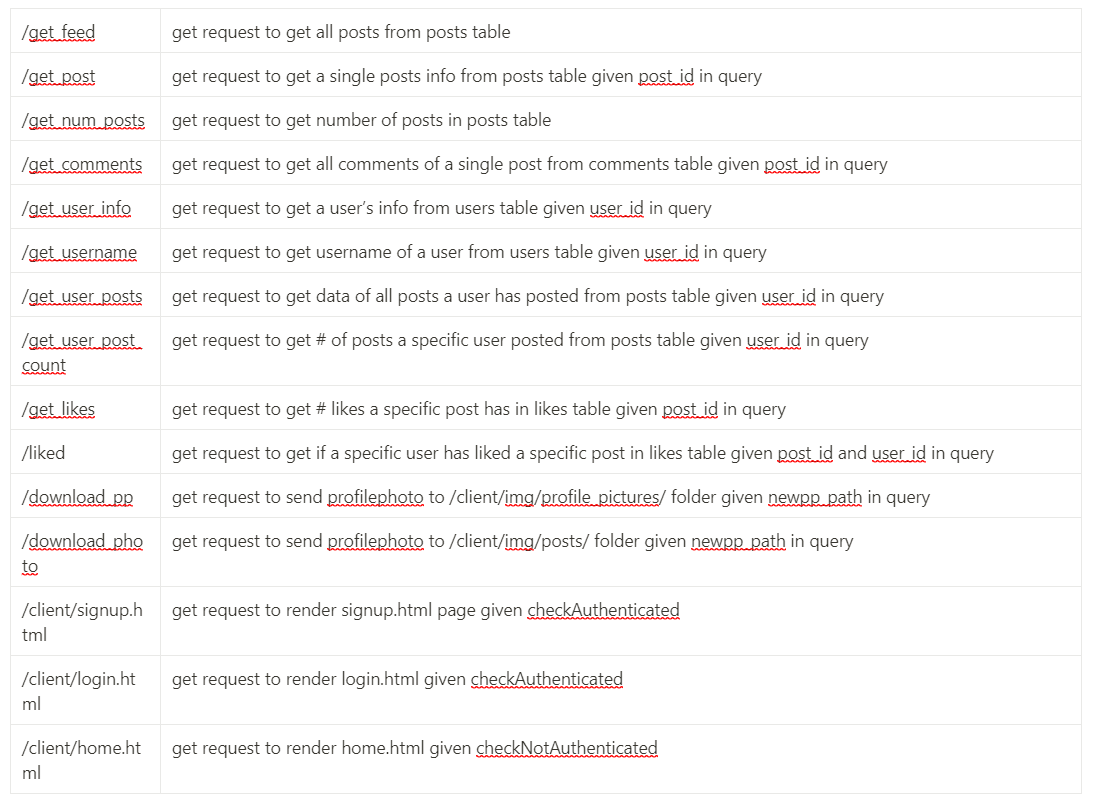 /get_feed get request to get all posts from posts table
/get_post get request to get a single posts info from posts table given post_id in query
/get_num_posts get request to get number of posts in posts table
/get_comments get request to get all comments of a single post from comments table given post_id in query
/get_user_info get request to get a user’s info from users table given user_id in query
/get_username get request to get username of a user from users table given user_id in query
/get_user_posts get request to get data of all posts a user has posted from posts table given user_id in query
/get_user_post_ get request to get # of posts a specific user posted from posts table given user_id in query
count
/get_likes get request to get # likes a specific post has in likes table given post_id in query
/liked get request to get if a specific user has liked a specific post in likes table given post_id and user_id in query
/download_pp get request to send profilephoto to /client/img/profile_pictures/ folder given newpp_path in query
/download_pho get request to send profilephoto to /client/img/posts/ folder given newpp_path in query
to
/client/signup.h get request to render signup.html page given checkAuthenticated
tml
/client/login.ht get request to render login.html given checkAuthenticated
ml
/client/home.ht get request to render home.html given checkNotAuthenticated
ml